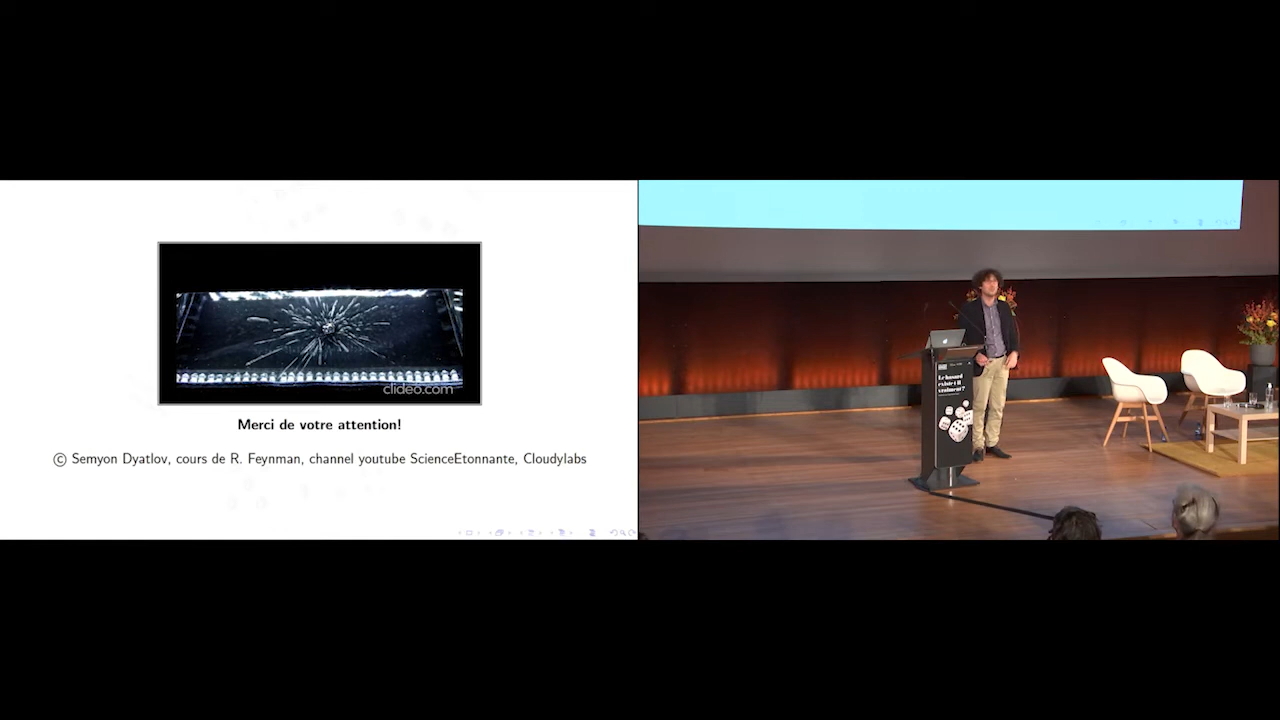 clideo.com
Merci de votre attention!
© Semyon Dyatlov, cours de R. Feynman, channel youtube ScienceEtonnante, Cloudylabs
Le hasard
existe-t-il
vraiment?